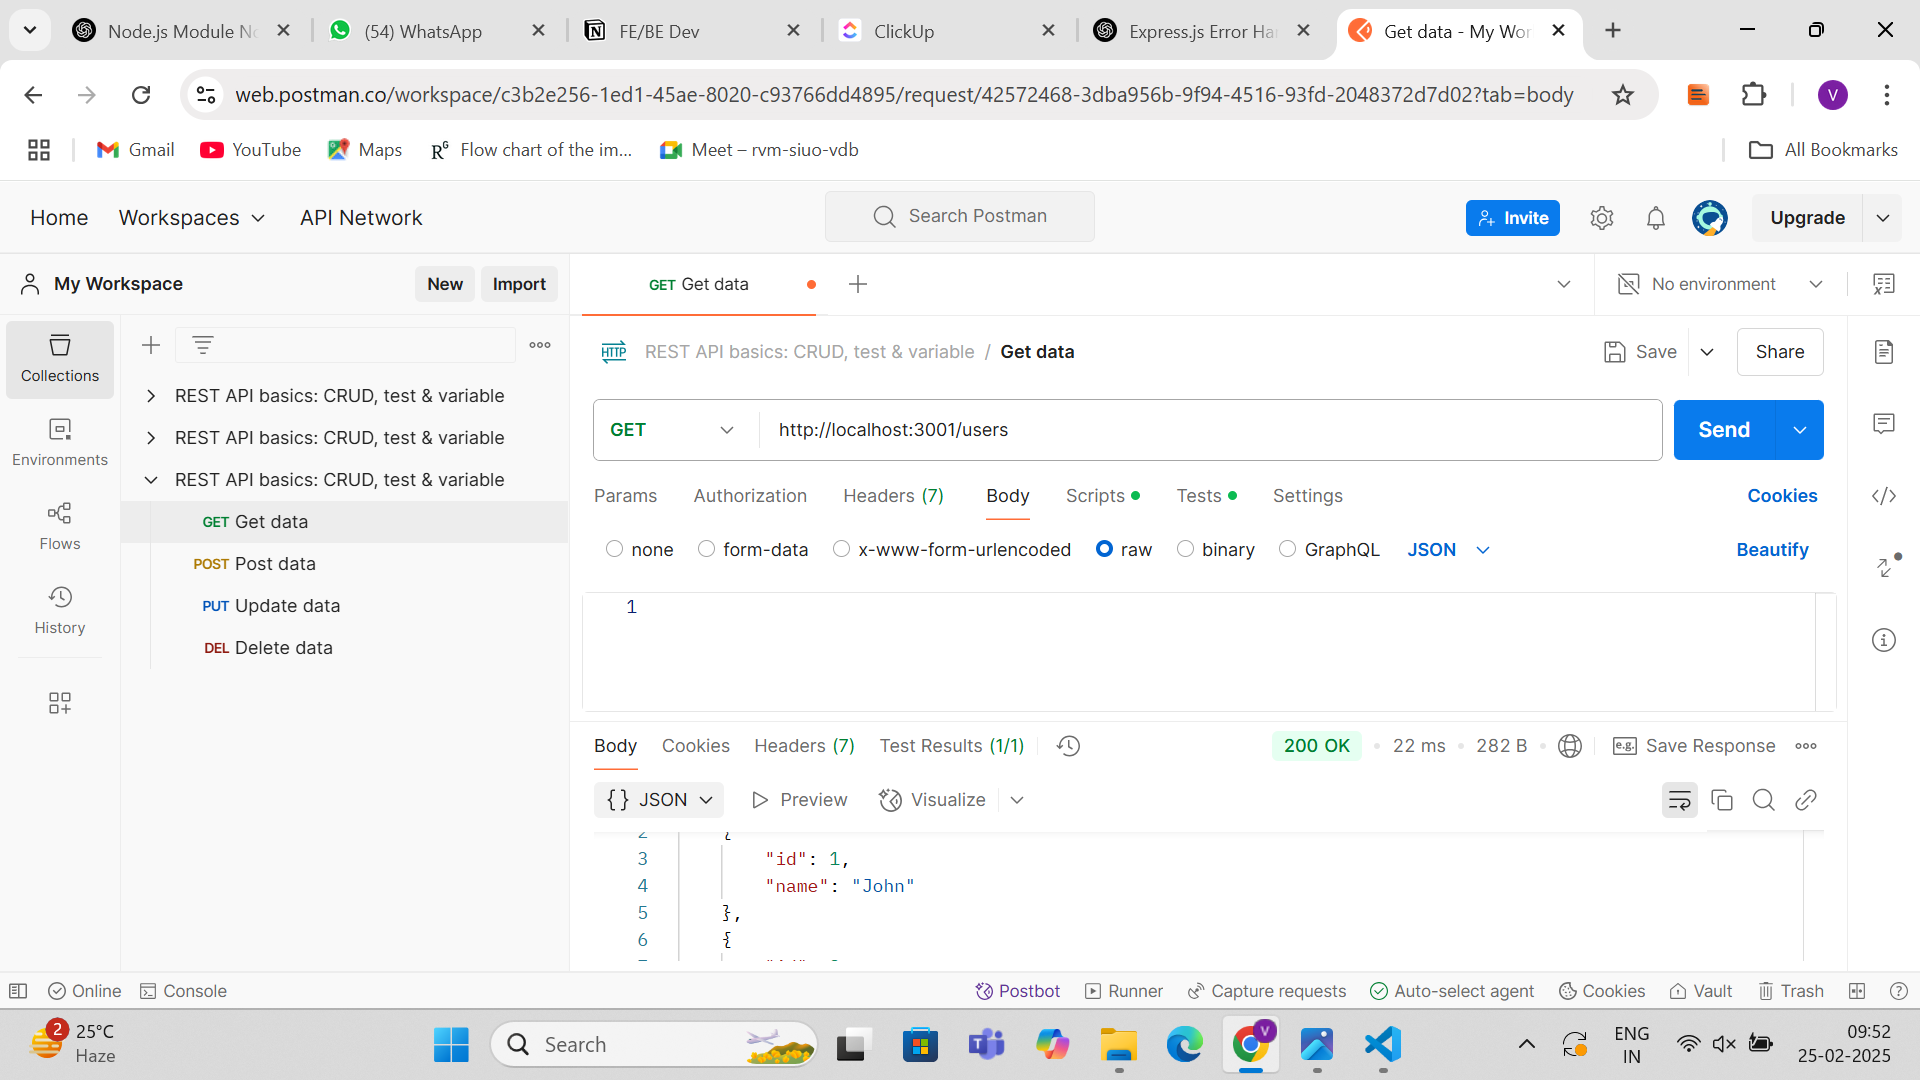 Node.js Module No
(54) WhatsApp
FE/BE Dev
ClickUp
Express.js Error Ha
Get data - My Wor
web.postman.co/workspace/c3b2e256-1ed1-45ae-8020-c93766dd4895/request/42572468-3dba956b-9f94-4516-93fd-2048372d7d02?tab=body
V
Gmail
YouTube
Maps
Flow chart of the im...
Meet – rvm-siuo-vdb
All Bookmarks
Home
Workspaces
API Network
Search Postman
Invite
Upgrade
My Workspace
New
Import
GET Get data
No environment
Collections
Environments
Flows
History
REST API basics: CRUD, test & variable
REST API basics: CRUD, test & variable
REST API basics: CRUD, test & variable
GET Get data
POST Post data
PUT Update data
DEL Delete data
HTTP REST API basics: CRUD, test & variable / Get data
Save
Share
GET
http://localhost:3001/users
Send
Params
Authorization
Headers (7)
Body
Scripts
Tests
Settings
Cookies
none
form-data
x-www-form-urlencoded
raw
binary
GraphQL
JSON
Beautify
1
Body
Cookies
Headers (7)
Test Results (1/1)
200 OK
22 ms
282 B
e.g. Save Response
{} JSON
Preview
Visualize
2 {
3 "id": 1,
4 "name": "John"
5 },
6 {
Online
Console
Postbot
Runner
Capture requests
Auto-select agent
Cookies
Vault
Trash
2
25°C
Haze
Search
V
ENG
IN
09:52
25-02-2025